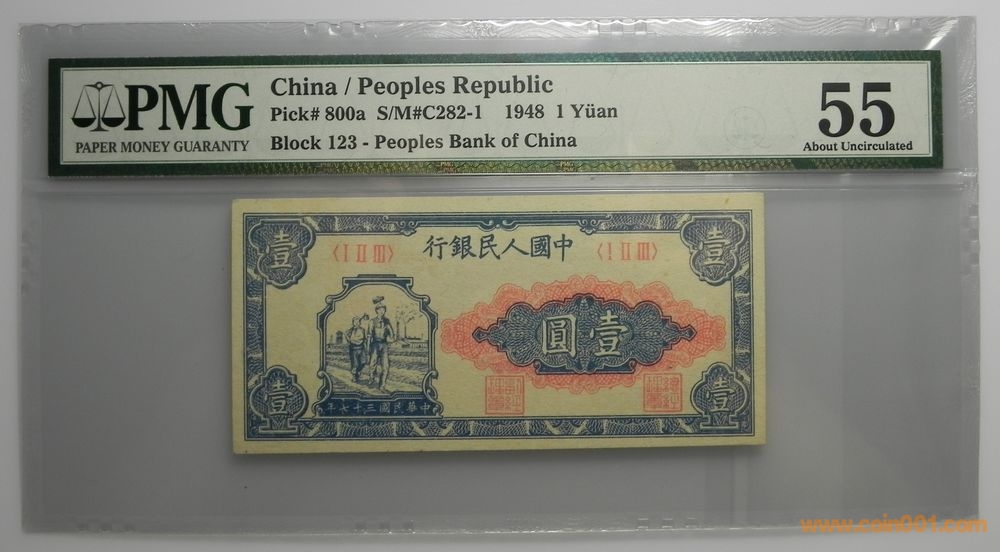 PMG
PAPER MONEY GUARANTY
China / Peoples Republic
Pick# 800a S/M#C282-1 1948 1 Yüan
Block 123 - Peoples Bank of China
55
About Uncirculated
行銀民人國中
〈I II III〉 〈I II III〉
壹 壹
圓壹
年七十三國民華中
壹 壹
www.coin001.com